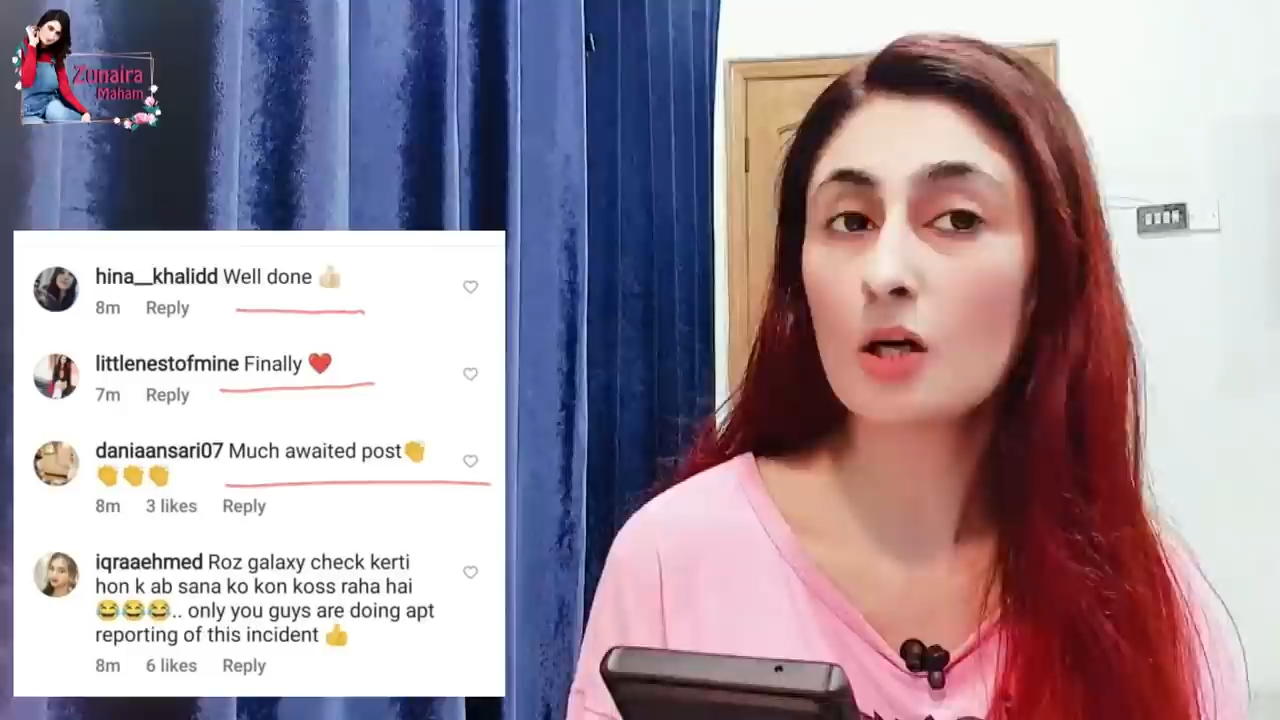 Zunaira
Maham
hina__khalidd Well done 👍🏻
8m Reply
littlenestofmine Finally ❤️
7m Reply
daniaansari07 Much awaited post👏
👏👏👏
8m 3 likes Reply
iqraaehmed Roz galaxy check kerti
hon k ab sana ko kon koss raha hai
😂😂😂.. only you guys are doing apt
reporting of this incident 👍
8m 6 likes Reply